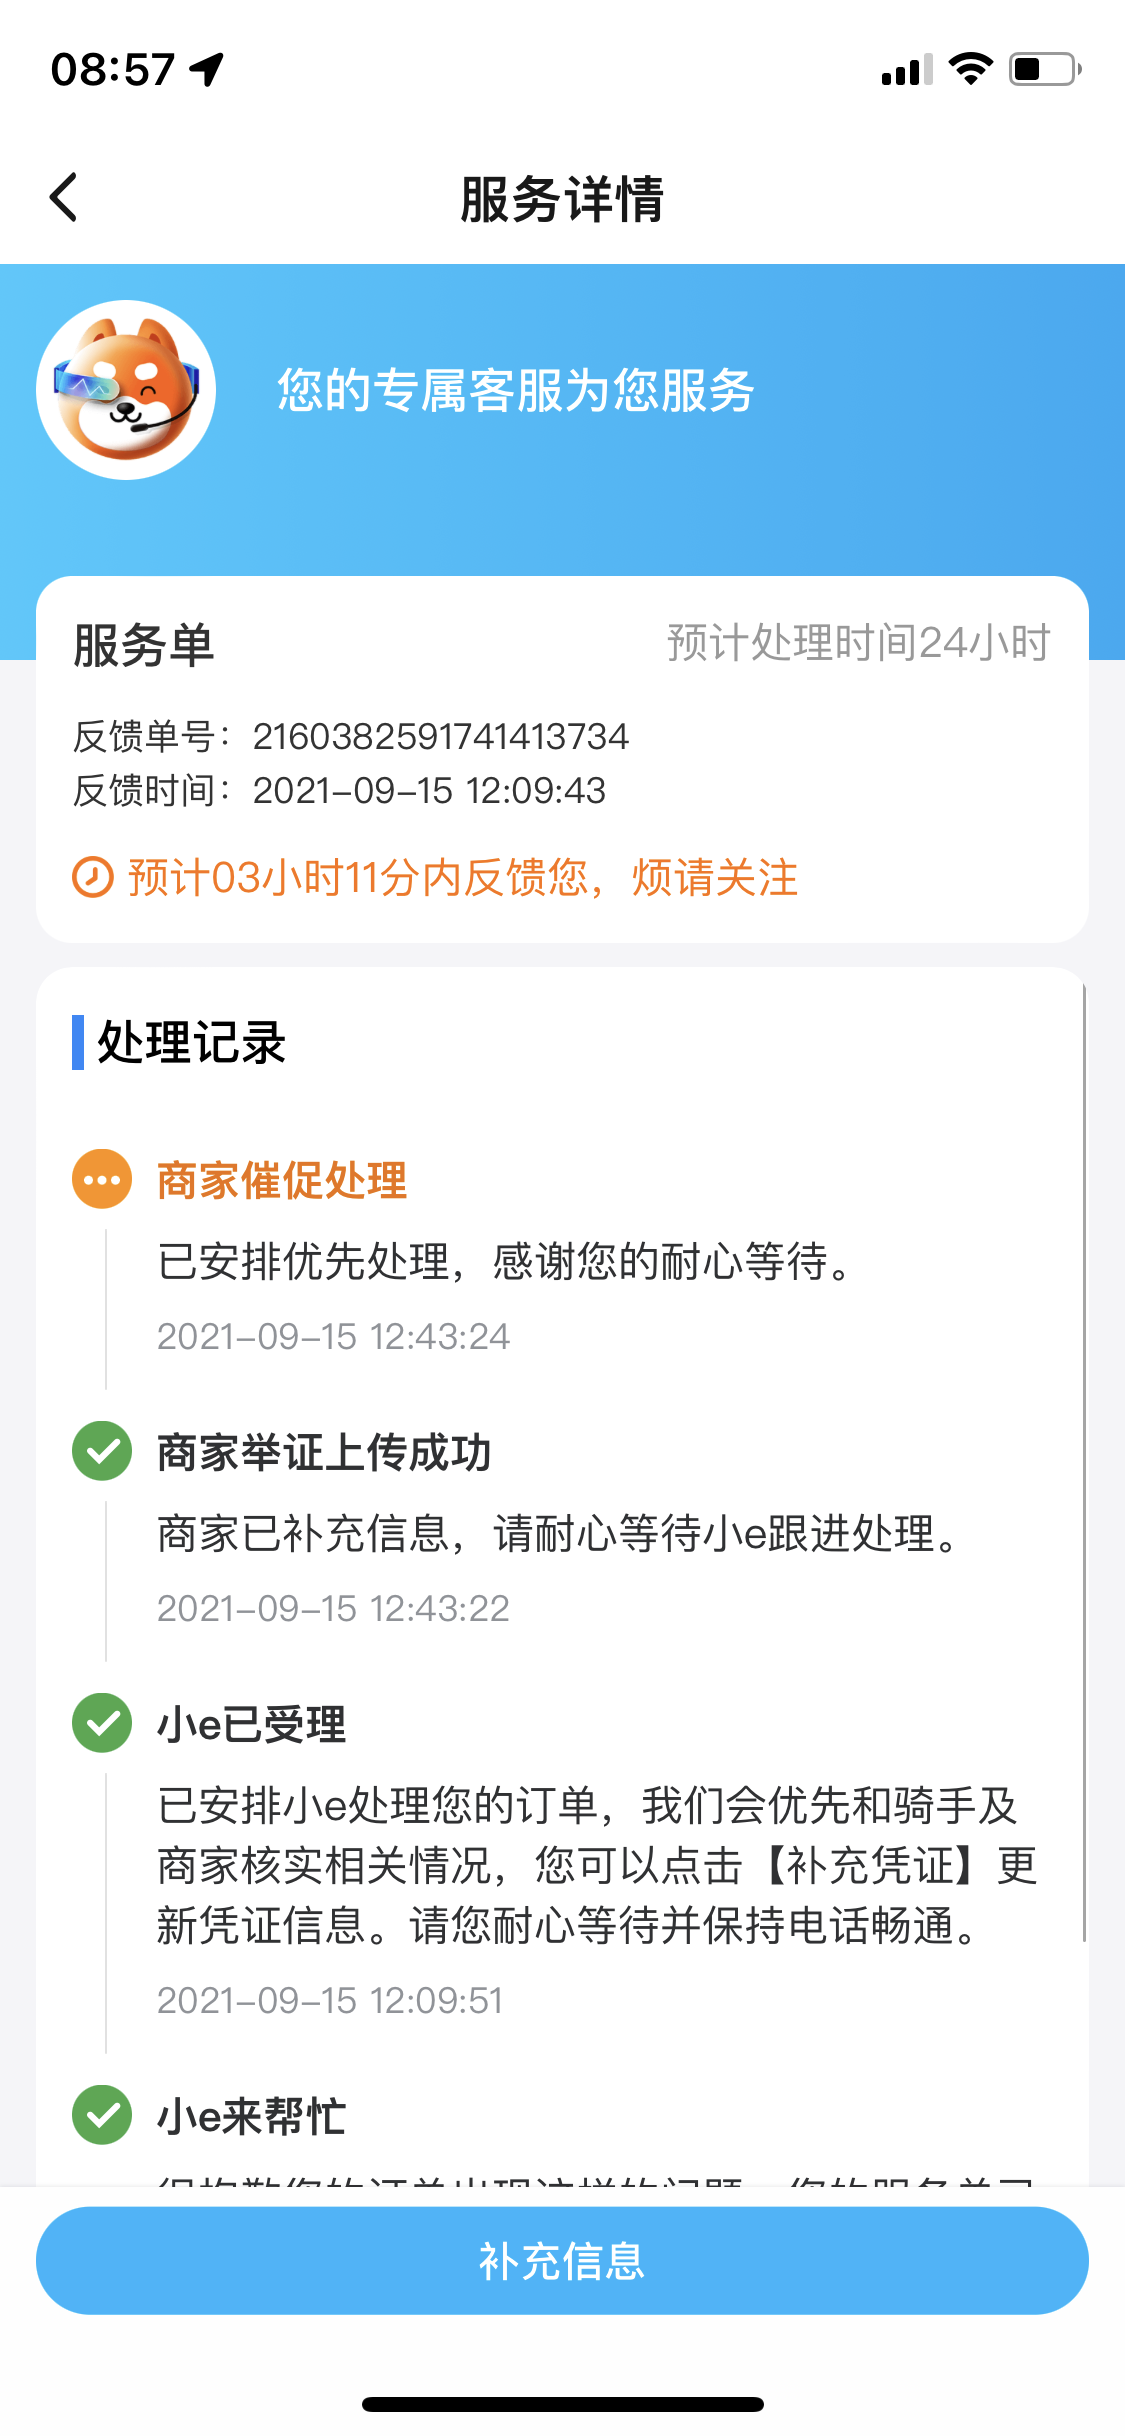 08:57
服务详情
您的专属客服为您服务
服务单
预计处理时间24小时
反馈单号：2160382591741413734
反馈时间：2021-09-15 12:09:43
预计03小时11分内反馈您，烦请关注
处理记录
商家催促处理
已安排优先处理，感谢您的耐心等待。
2021-09-15 12:43:24
商家举证上传成功
商家已补充信息，请耐心等待小e跟进处理。
2021-09-15 12:43:22
小e已受理
已安排小e处理您的订单，我们会优先和骑手及
商家核实相关情况，您可以点击【补充凭证】更
新凭证信息。请您耐心等待并保持电话畅通。
2021-09-15 12:09:51
小e来帮忙
补充信息